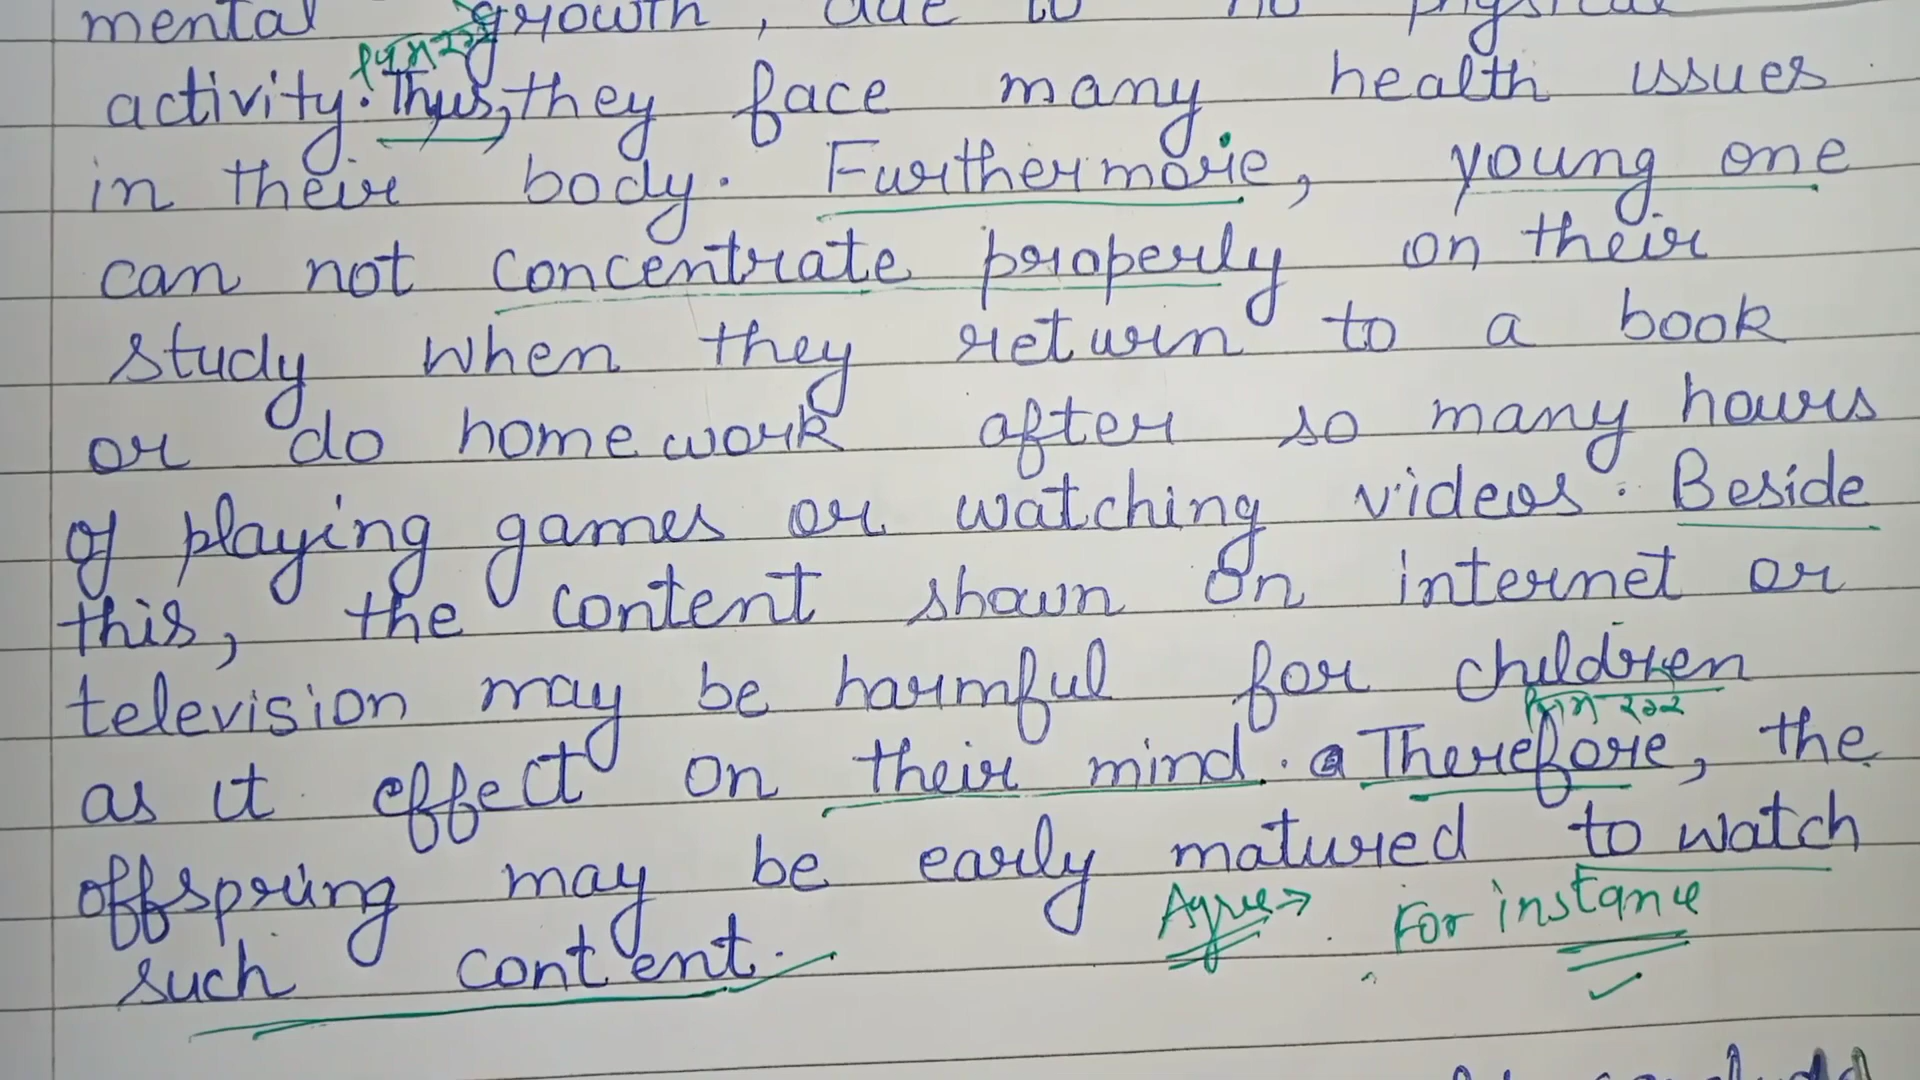 mental growth, due to no physical
activity. Thus, they face many health issues
in their body. Furthermore, young one
can not concentrate properly on their
study when they return to a book
or do homework after so many hours
of playing games or watching videos. Beside
this, the content shown on internet or
television may be harmful for children
as it effect on their mind. Therefore, the
offspring may be early matured to watch
Agree → For instance
such content.